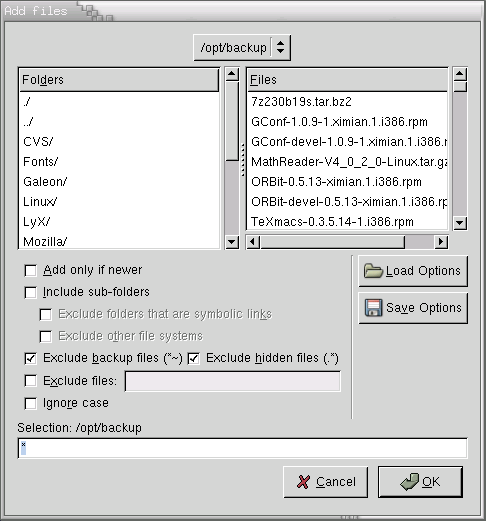 Add files
/opt/backup
Folders
Files
./
../
CVS/
Fonts/
Galeon/
Linux/
LyX/
Mozilla/
7z230b19s.tar.bz2
GConf-1.0.9-1.ximian.1.i386.rpm
GConf-devel-1.0.9-1.ximian.1.i386.rpm
MathReader-V4_0_2_0-Linux.tar.gz
ORBit-0.5.13-ximian.1.i386.rpm
ORBit-devel-0.5.13-ximian.1.i386.rpm
TeXmacs-0.3.5.14-1.i386.rpm
Add only if newer
Include sub-folders
Exclude folders that are symbolic links
Exclude other file systems
Exclude backup files (*~)
Exclude hidden files (.*)
Exclude files:
Ignore case
Load Options
Save Options
Selection: /opt/backup
*
Cancel
OK